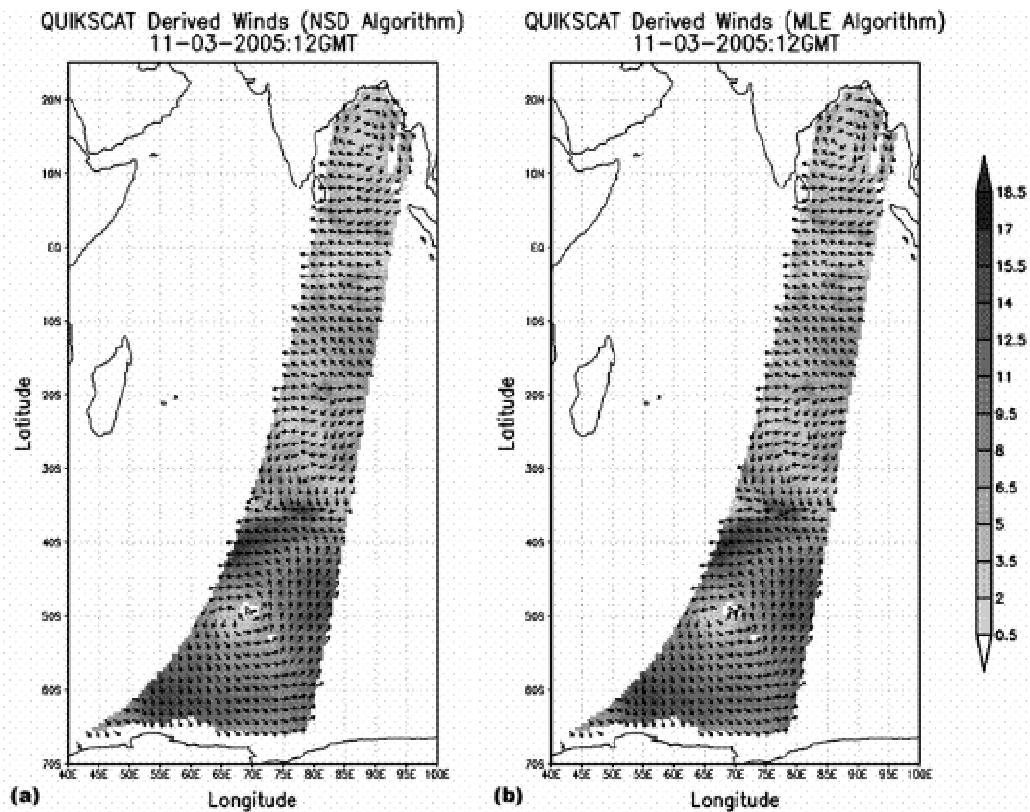 QUIKSCAT Derived Winds (NSD Algorithm)
11-03-2005:12GMT
QUIKSCAT Derived Winds (MLE Algorithm)
11-03-2005:12GMT
Latitude
20N
10N
EQ
10S
20S
30S
40S
50S
60S
70S
40E 45E 50E 55E 60E 65E 70E 75E 80E 85E 90E 95E 100E
Longitude
(a)
Latitude
20N
10N
EQ
10S
20S
30S
40S
50S
60S
70S
40E 45E 50E 55E 60E 65E 70E 75E 80E 85E 90E 95E 100E
Longitude
(b)
18.5
17
15.5
14
12.5
11
9.5
8
6.5
5
3.5
2
0.5